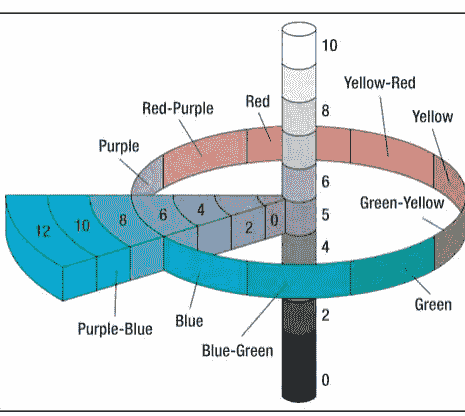 10
Yellow-Red
8
Red-Purple
Red
Yellow
Purple
6
Green-Yellow
12
10
8
6
4
2
0
5
4
Green
2
Blue
Purple-Blue
Blue-Green
0